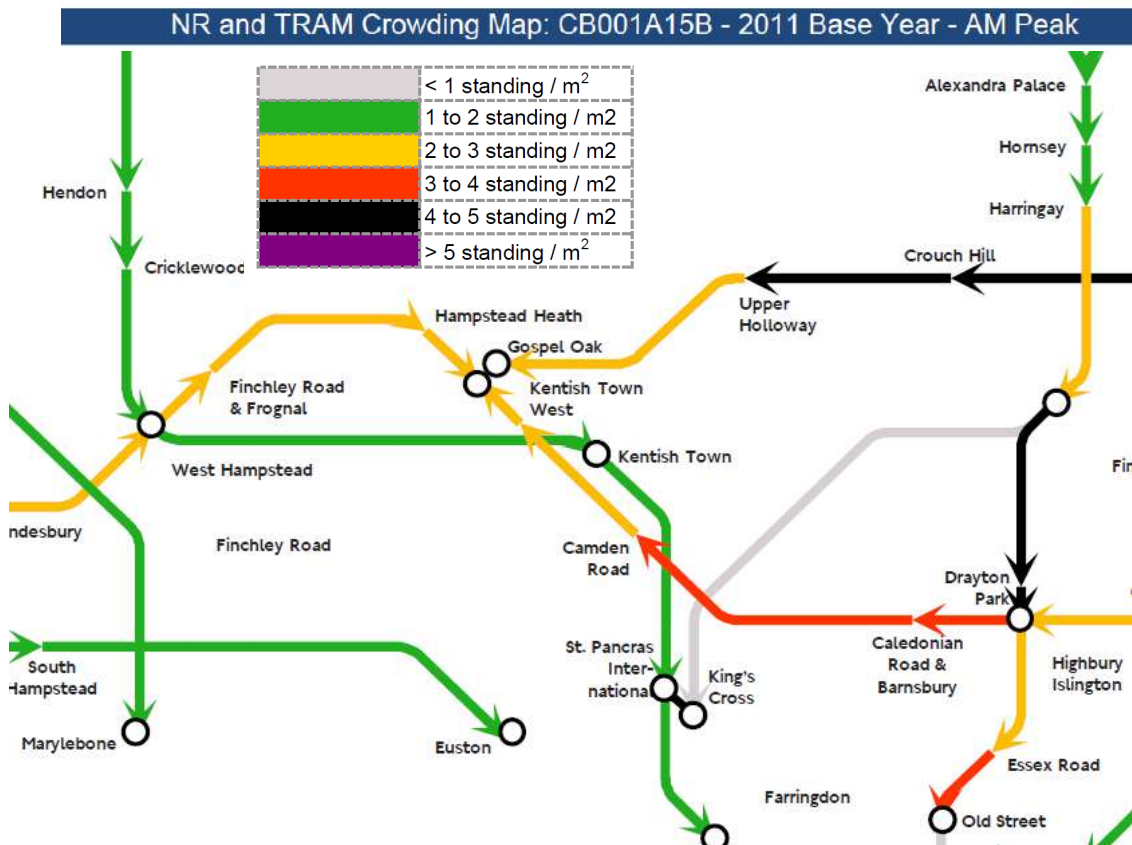 NR and TRAM Crowding Map: CB001A15B - 2011 Base Year - AM Peak
< 1 standing / m2
1 to 2 standing / m2
2 to 3 standing / m2
3 to 4 standing / m2
4 to 5 standing / m2
> 5 standing / m2
Alexandra Palace
Hornsey
Harringay
Hendon
Cricklewood
Crouch Hill
Upper
Holloway
Hampstead Heath
Gospel Oak
Finchley Road
& Frognal
Kentish Town
West
West Hampstead
Kentish Town
Fin
ndesbury
Finchley Road
Camden
Road
Drayton
Park
Caledonian
Road &
Barnsbury
Highbury
Islington
South
Hampstead
St. Pancras
Inter-
national
King's
Cross
Marylebone
Euston
Essex Road
Farringdon
Old Street